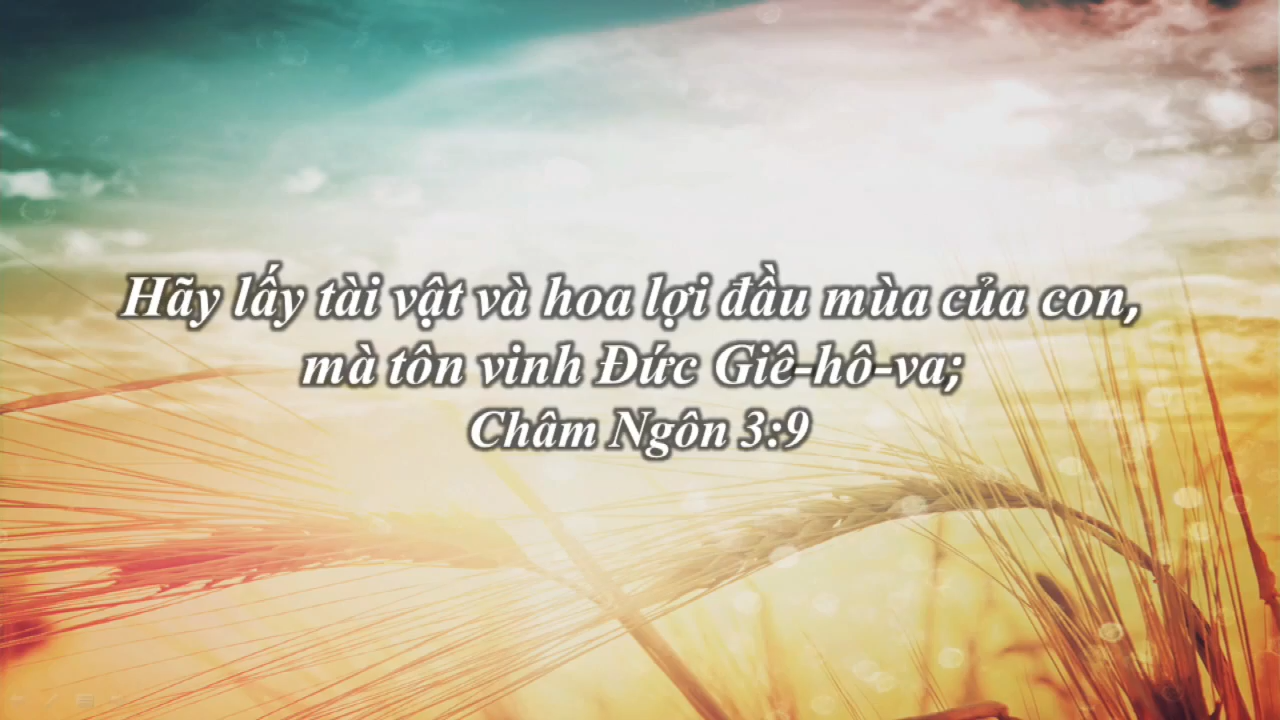 Hãy lấy tài vật và hoa lợi đầu mùa của con,
mà tôn vinh Đức Giê-hô-va;
Châm Ngôn 3:9